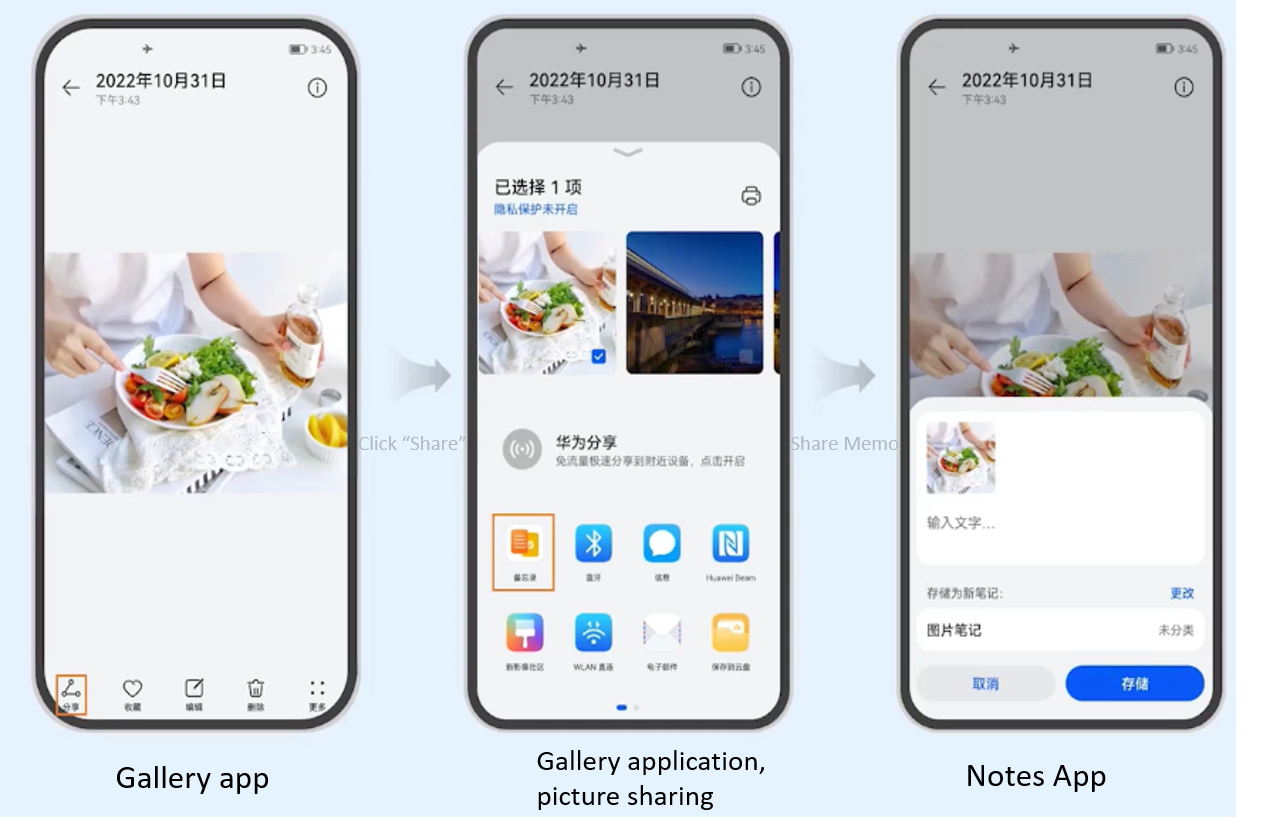 3:45
2022年10月31日
下午3:43
分享
收藏
编辑
删除
更多
Gallery app
Click “Share”
3:45
2022年10月31日
下午3:43
已选择 1 项
隐私保护未开启
华为分享
免流量极速分享到附近设备，点击开启
备忘录
蓝牙
信息
Huawei Beam
新影像社区
WLAN 直连
电子邮件
保存到云盘
Gallery application,
picture sharing
Share Memo
3:45
2022年10月31日
下午3:43
输入文字...
存储为新笔记:
更改
图片笔记
未分类
取消
存储
Notes App